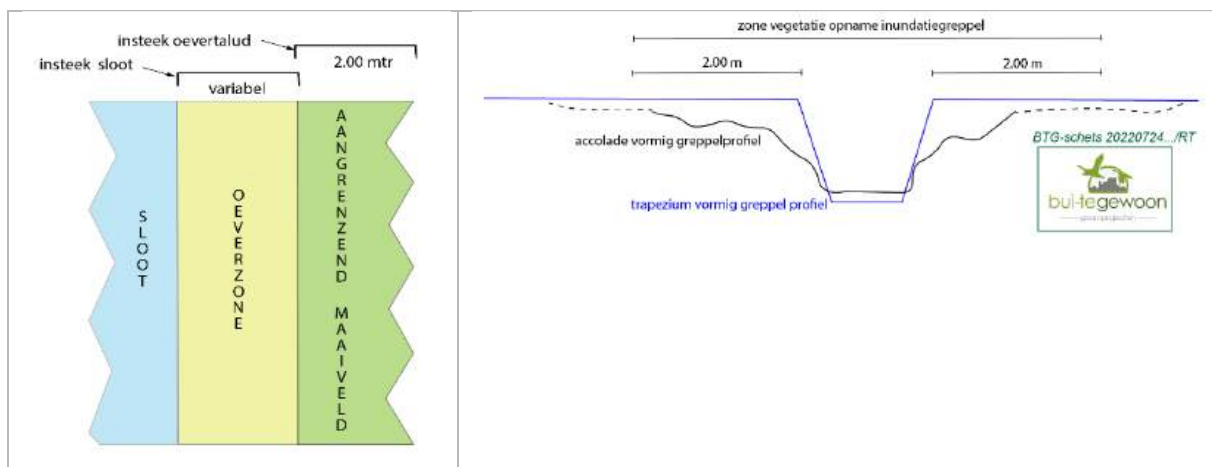 insteek oevertalud
insteek sloot
2.00 mtr
variabel
SLOOT
OEVERZONE
AANGRENZEND MAAIVELD
zone vegetatie opname inundatiegreppel
2.00 m
2.00 m
accolade vormig greppelprofiel
trapezium vormig greppel profiel
BTG-schets 20220724.../RT
bui-tegewoon